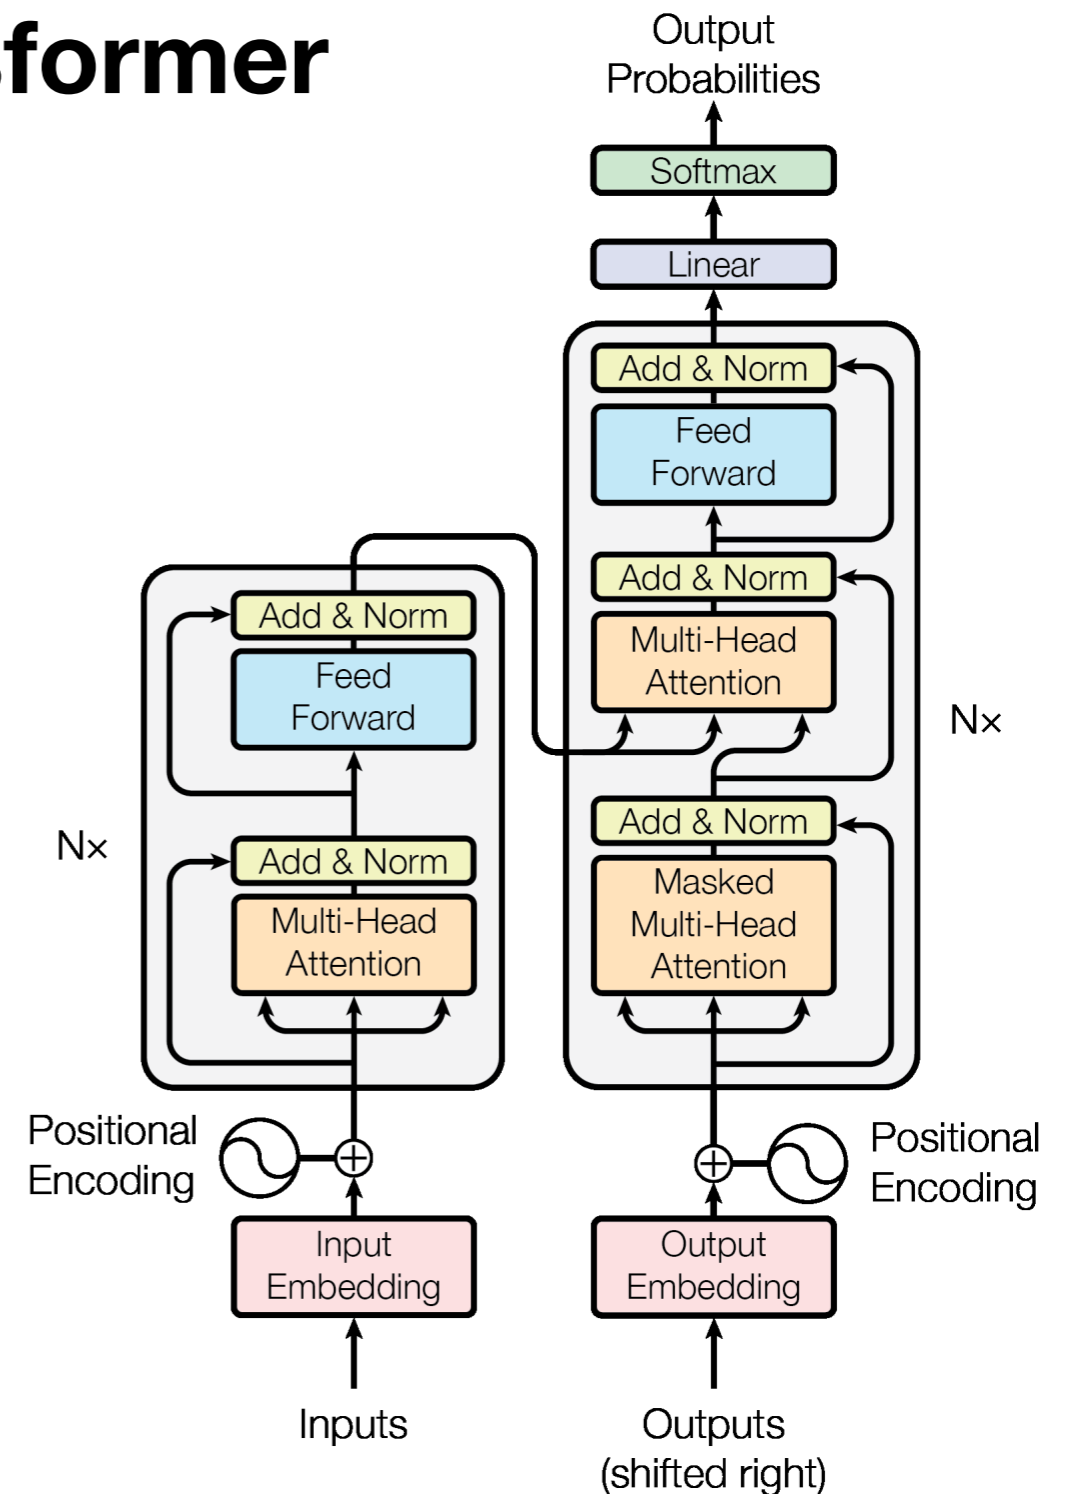 sformer
Output
Probabilities
Softmax
Linear
Add & Norm
Feed
Forward
Add & Norm
Multi-Head
Attention
Nx
Add & Norm
Masked
Multi-Head
Attention
Add & Norm
Feed
Forward
Nx
Add & Norm
Multi-Head
Attention
Positional
Encoding
Positional
Encoding
Input
Embedding
Output
Embedding
Inputs
Outputs
(shifted right)